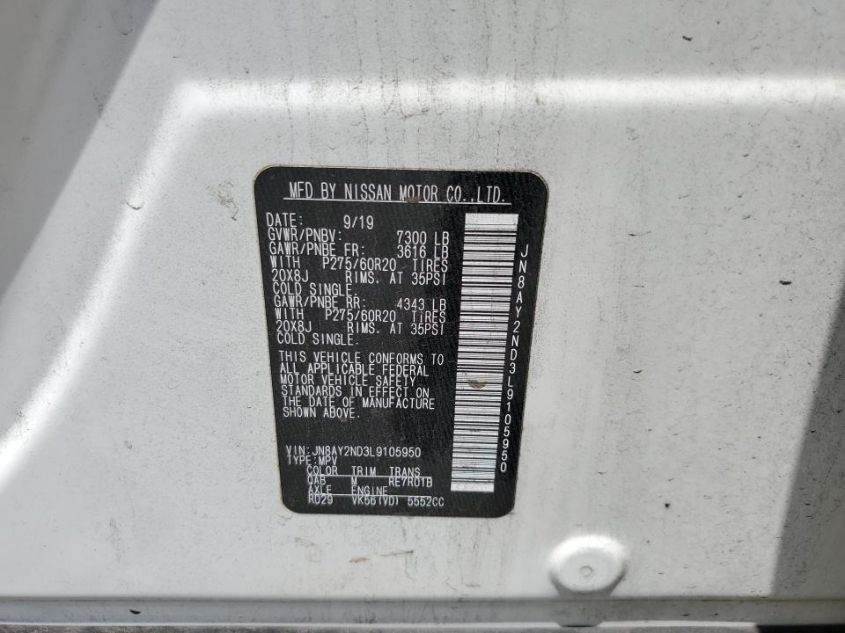 MFD BY NISSAN MOTOR CO.,LTD.
DATE: 9/19
GVWR/PNBV: 7300 LB
GAWR/PNBE FR: 3616 LB
WITH P275/60R20 TIRES
20X8J RIMS. AT 35PSI
COLD SINGLE.
GAWR/PNBE RR: 4343 LB
WITH P275/60R20 TIRES
20X8J RIMS. AT 35PSI
COLD SINGLE.
THIS VEHICLE CONFORMS TO
ALL APPLICABLE FEDERAL
MOTOR VEHICLE SAFETY
STANDARDS IN EFFECT ON
THE DATE OF MANUFACTURE
SHOWN ABOVE.
VIN:JN8AY2ND3L9105950
TYPE:MPV
COLOR TRIM TRANS
QAB M RE7R01B
AXLE ENGINE
RD29 VK56(VD) 5552CC
JN8AY2ND3L9105950